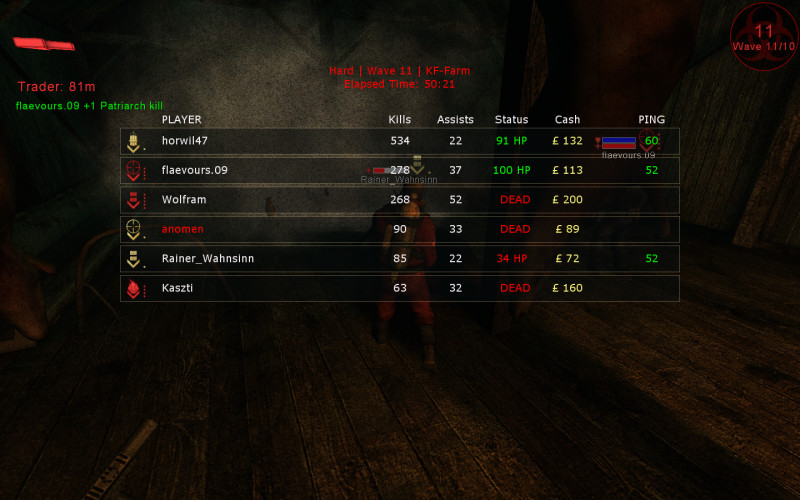 11
Wave 11/10
Hard | Wave 11 | KF-Farm
Elapsed Time: 50:21
Trader: 81m
flaevours.09 +1 Patriarch kill
PLAYER Kills Assists Status Cash PING
horwil47 534 22 91 HP £ 132 60
flaevours.09
flaevours.09 278 37 100 HP £ 113 52
Rainer_Wahnsinn
Wolfram 268 52 DEAD £ 200
anomen 90 33 DEAD £ 89
Rainer_Wahnsinn 85 22 34 HP £ 72 52
Kaszti 63 32 DEAD £ 160